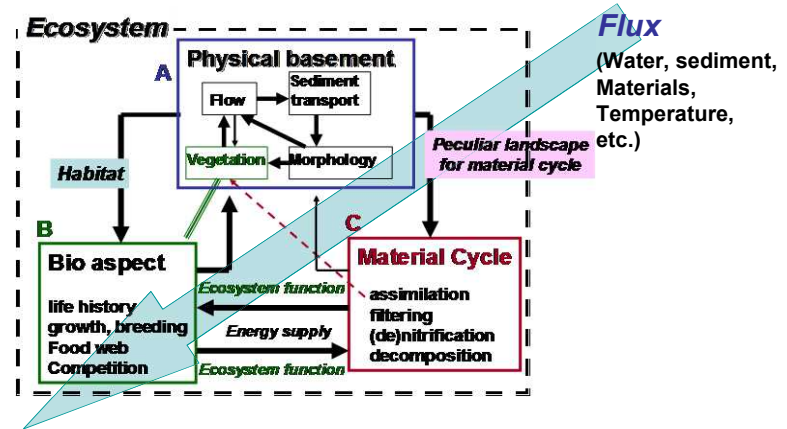 Ecosystem
Flux
(Water, sediment,
Materials,
Temperature,
etc.)
A
Physical basement
Flow
Sediment
transport
Vegetation
Morphology
Habitat
Peculiar landscape
for material cycle
B
Bio aspect
life history
growth, breeding
Food web
Competition
C
Material Cycle
assimilation
filtering
(de)nitrification
decomposition
Ecosystem function
Energy supply
Ecosystem function